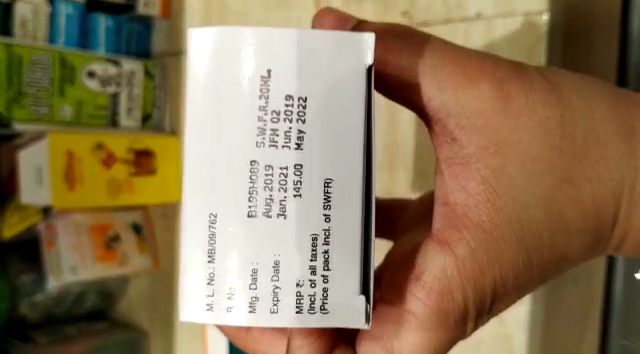 M. L. No.: MB/09/762
B. No B195H089 S.W.F.R.20ML.
Mfg. Date : Aug.2019 JFM 02
Expiry Date : Jan.2021 Jun.2019
MRP ₹: 145.00 May 2022
(Incl. of all taxes)
(Price of pack Incl. of SWFR)